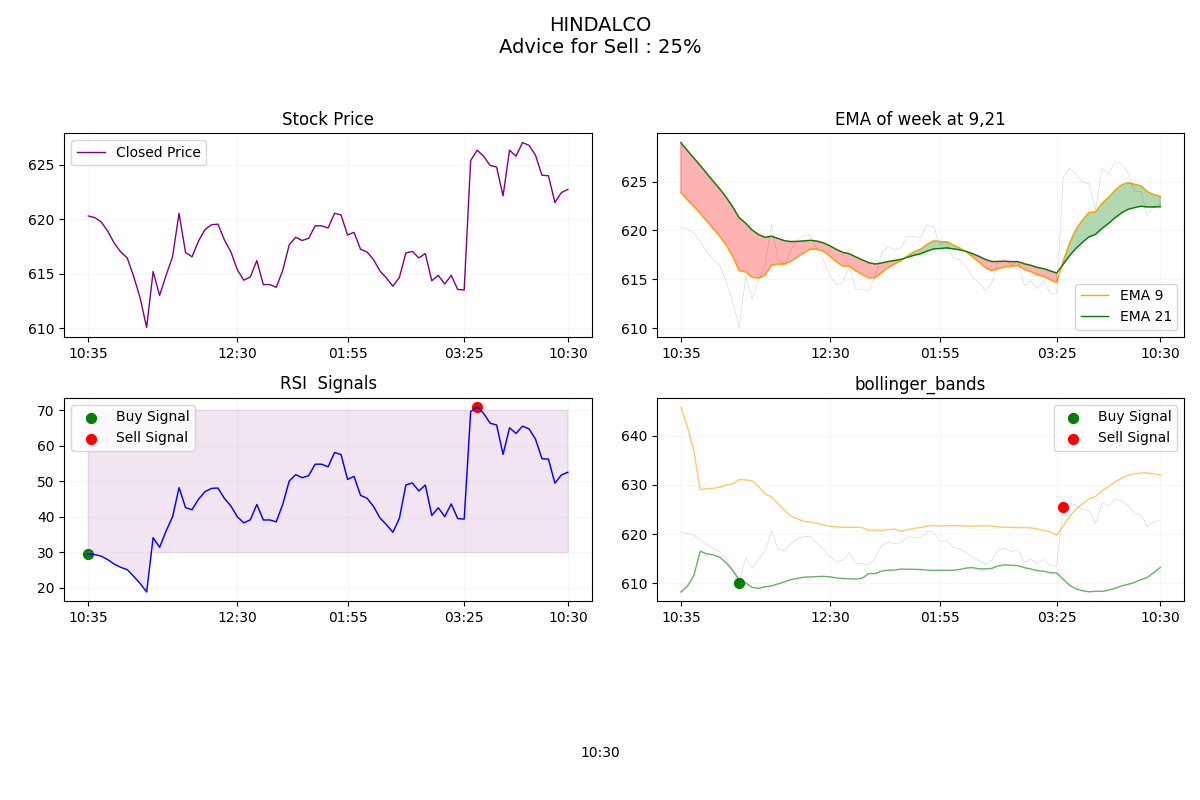 HINDALCO
Advice for Sell : 25%
Stock Price
Closed Price
625
620
615
610
10:35 12:30 01:55 03:25 10:30
EMA of week at 9,21
625
620
615
610
EMA 9
EMA 21
10:35 12:30 01:55 03:25 10:30
RSI  Signals
Buy Signal
Sell Signal
70
60
50
40
30
20
10:35 12:30 01:55 03:25 10:30
bollinger_bands
Buy Signal
Sell Signal
640
630
620
610
10:35 12:30 01:55 03:25 10:30
10:30